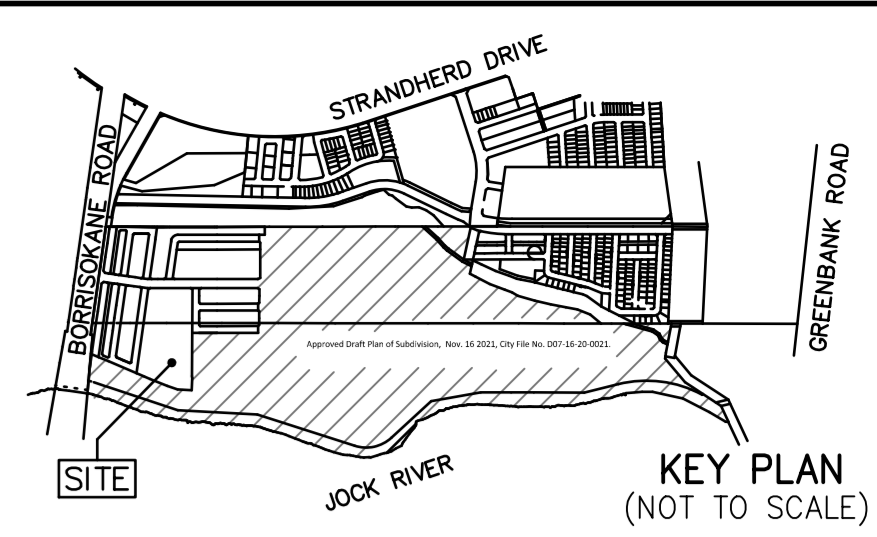 STRANDHERD DRIVE
BORRISOKANE ROAD
GREENBANK ROAD
Approved Draft Plan of Subdivision, Nov. 16 2021, City File No. D07-16-20-0021.
SITE
JOCK RIVER
KEY PLAN
(NOT TO SCALE)